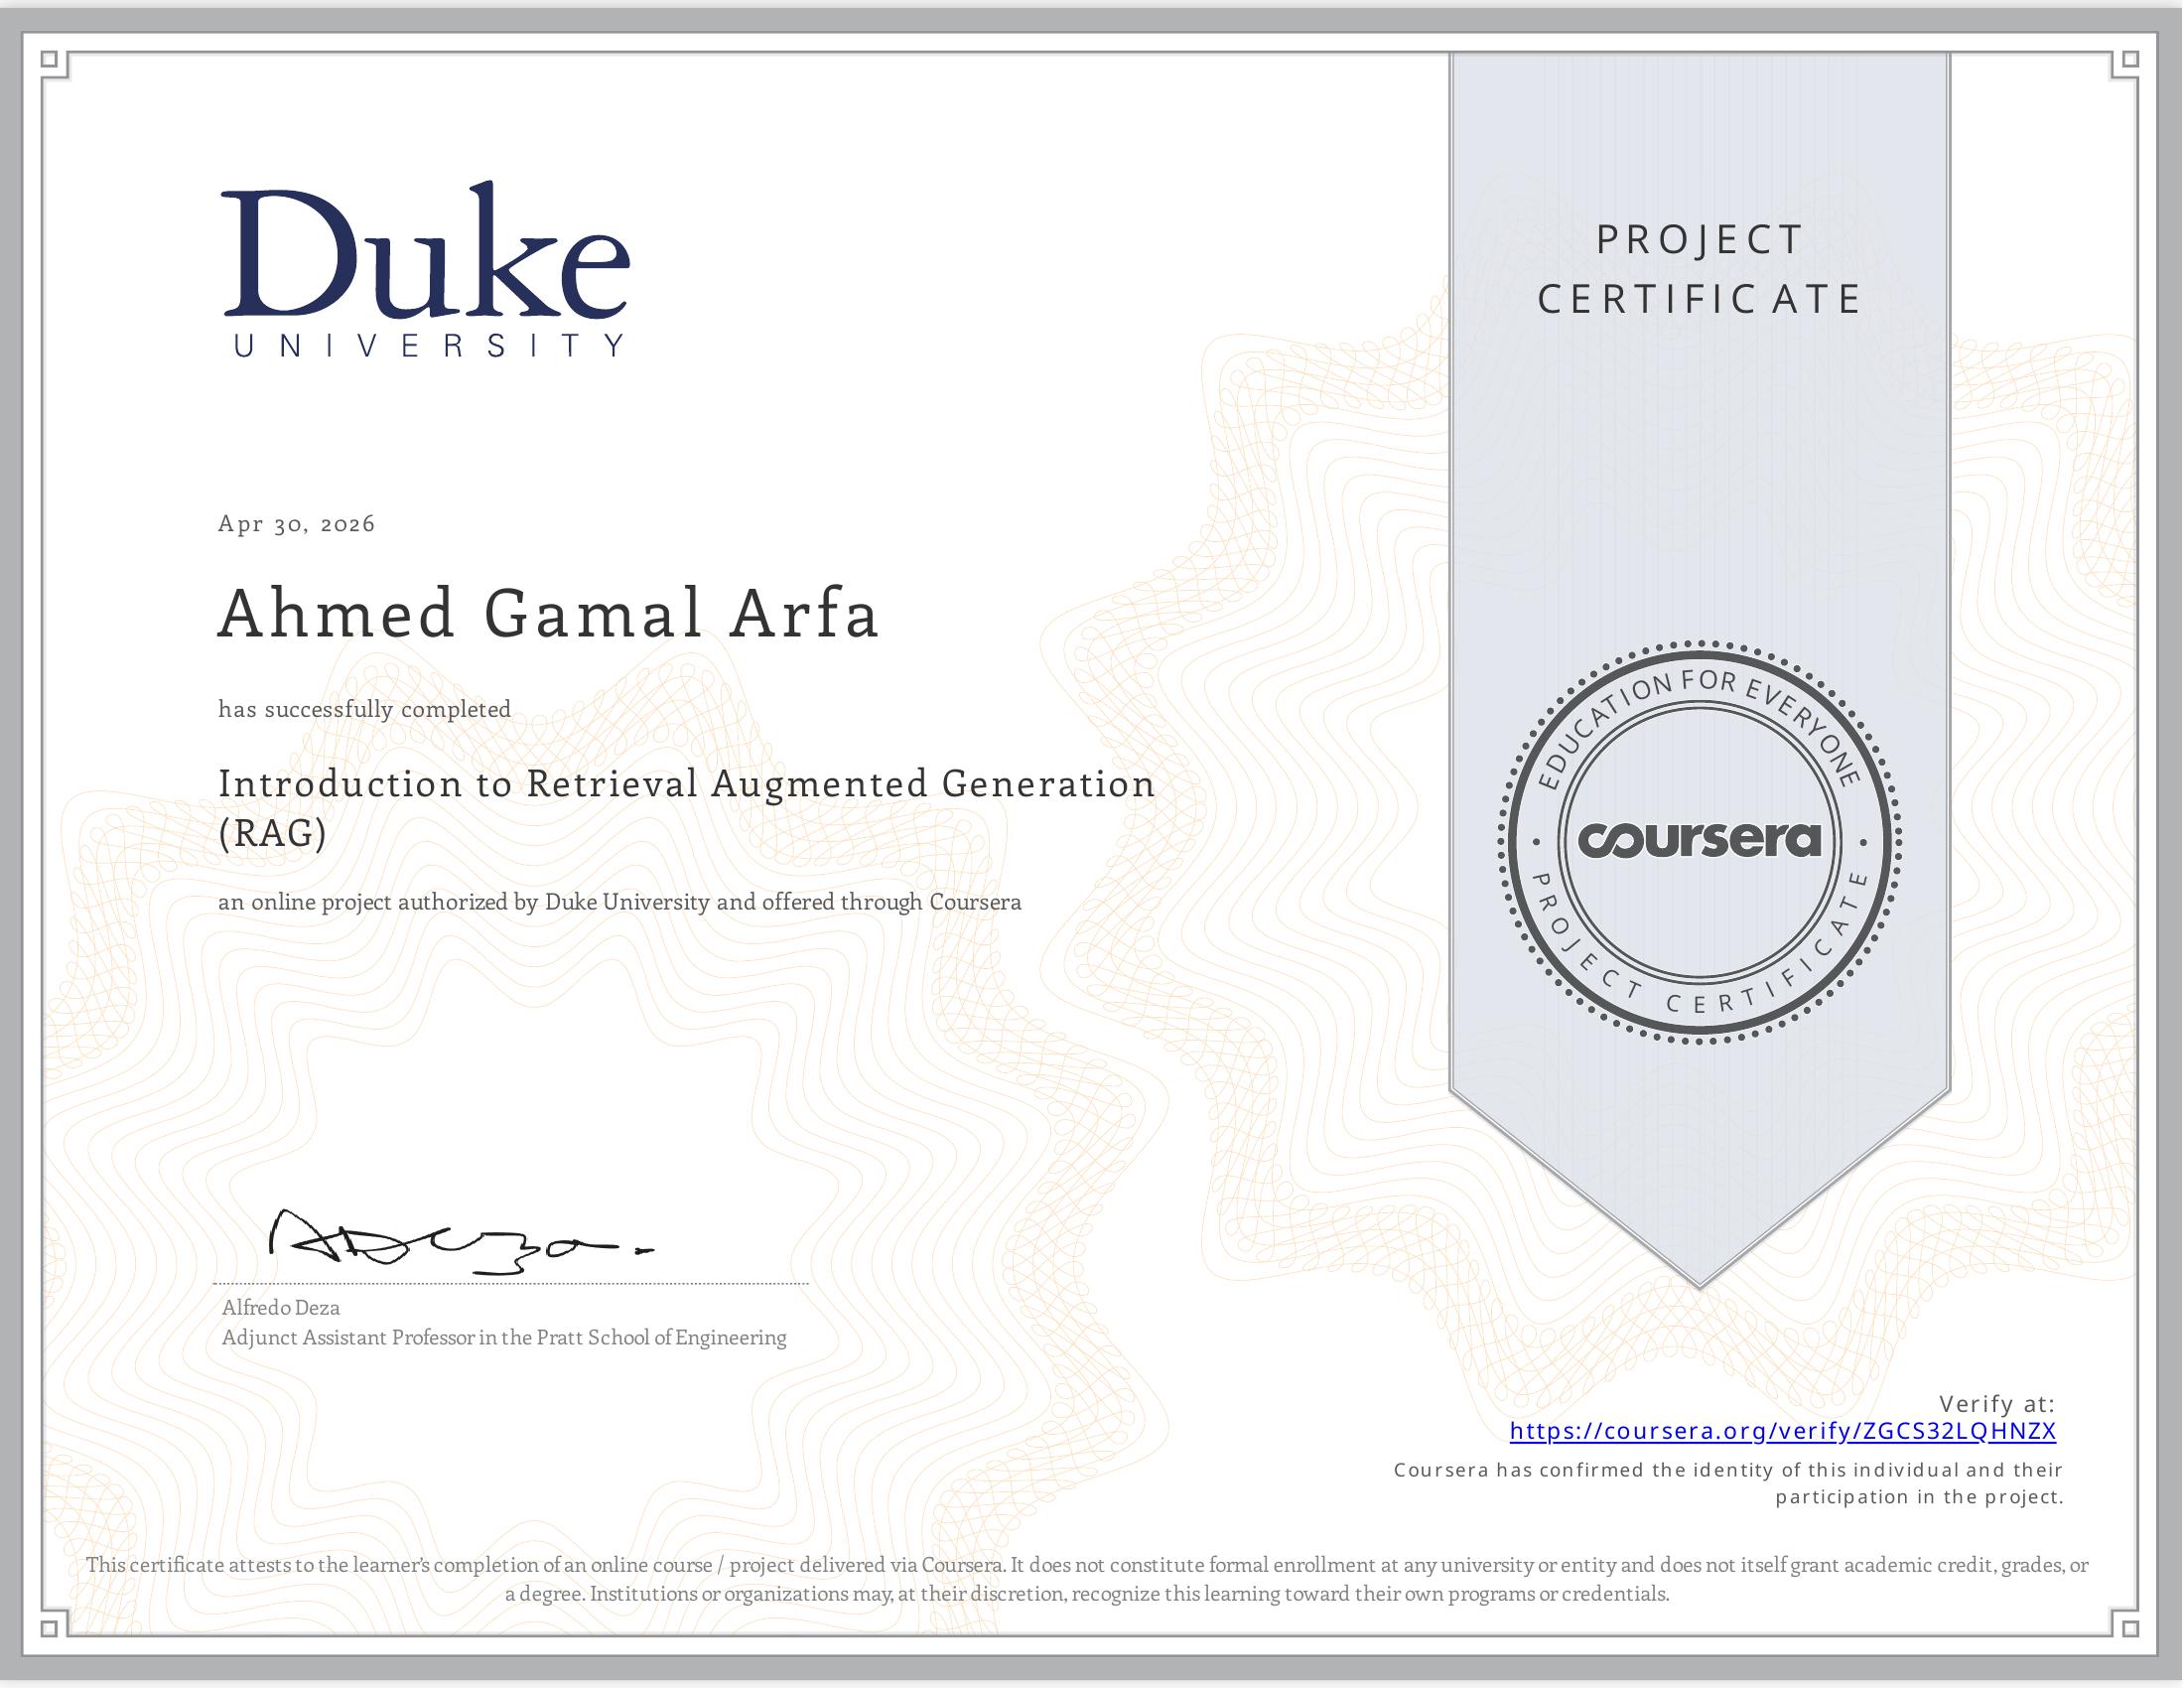 Duke
UNIVERSITY
PROJECT
CERTIFICATE
Apr 30, 2026
Ahmed Gamal Arfa
has successfully completed
Introduction to Retrieval Augmented Generation
(RAG)
an online project authorized by Duke University and offered through Coursera
EDUCATION FOR EVERYONE
coursera
PROJECT CERTIFICATE
Alfredo Deza
Adjunct Assistant Professor in the Pratt School of Engineering
Verify at:
https://coursera.org/verify/ZGCS32LQHNZX
Coursera has confirmed the identity of this individual and their
participation in the project.
This certificate attests to the learner's completion of an online course / project delivered via Coursera. It does not constitute formal enrollment at any university or entity and does not itself grant academic credit, grades, or
a degree. Institutions or organizations may, at their discretion, recognize this learning toward their own programs or credentials.